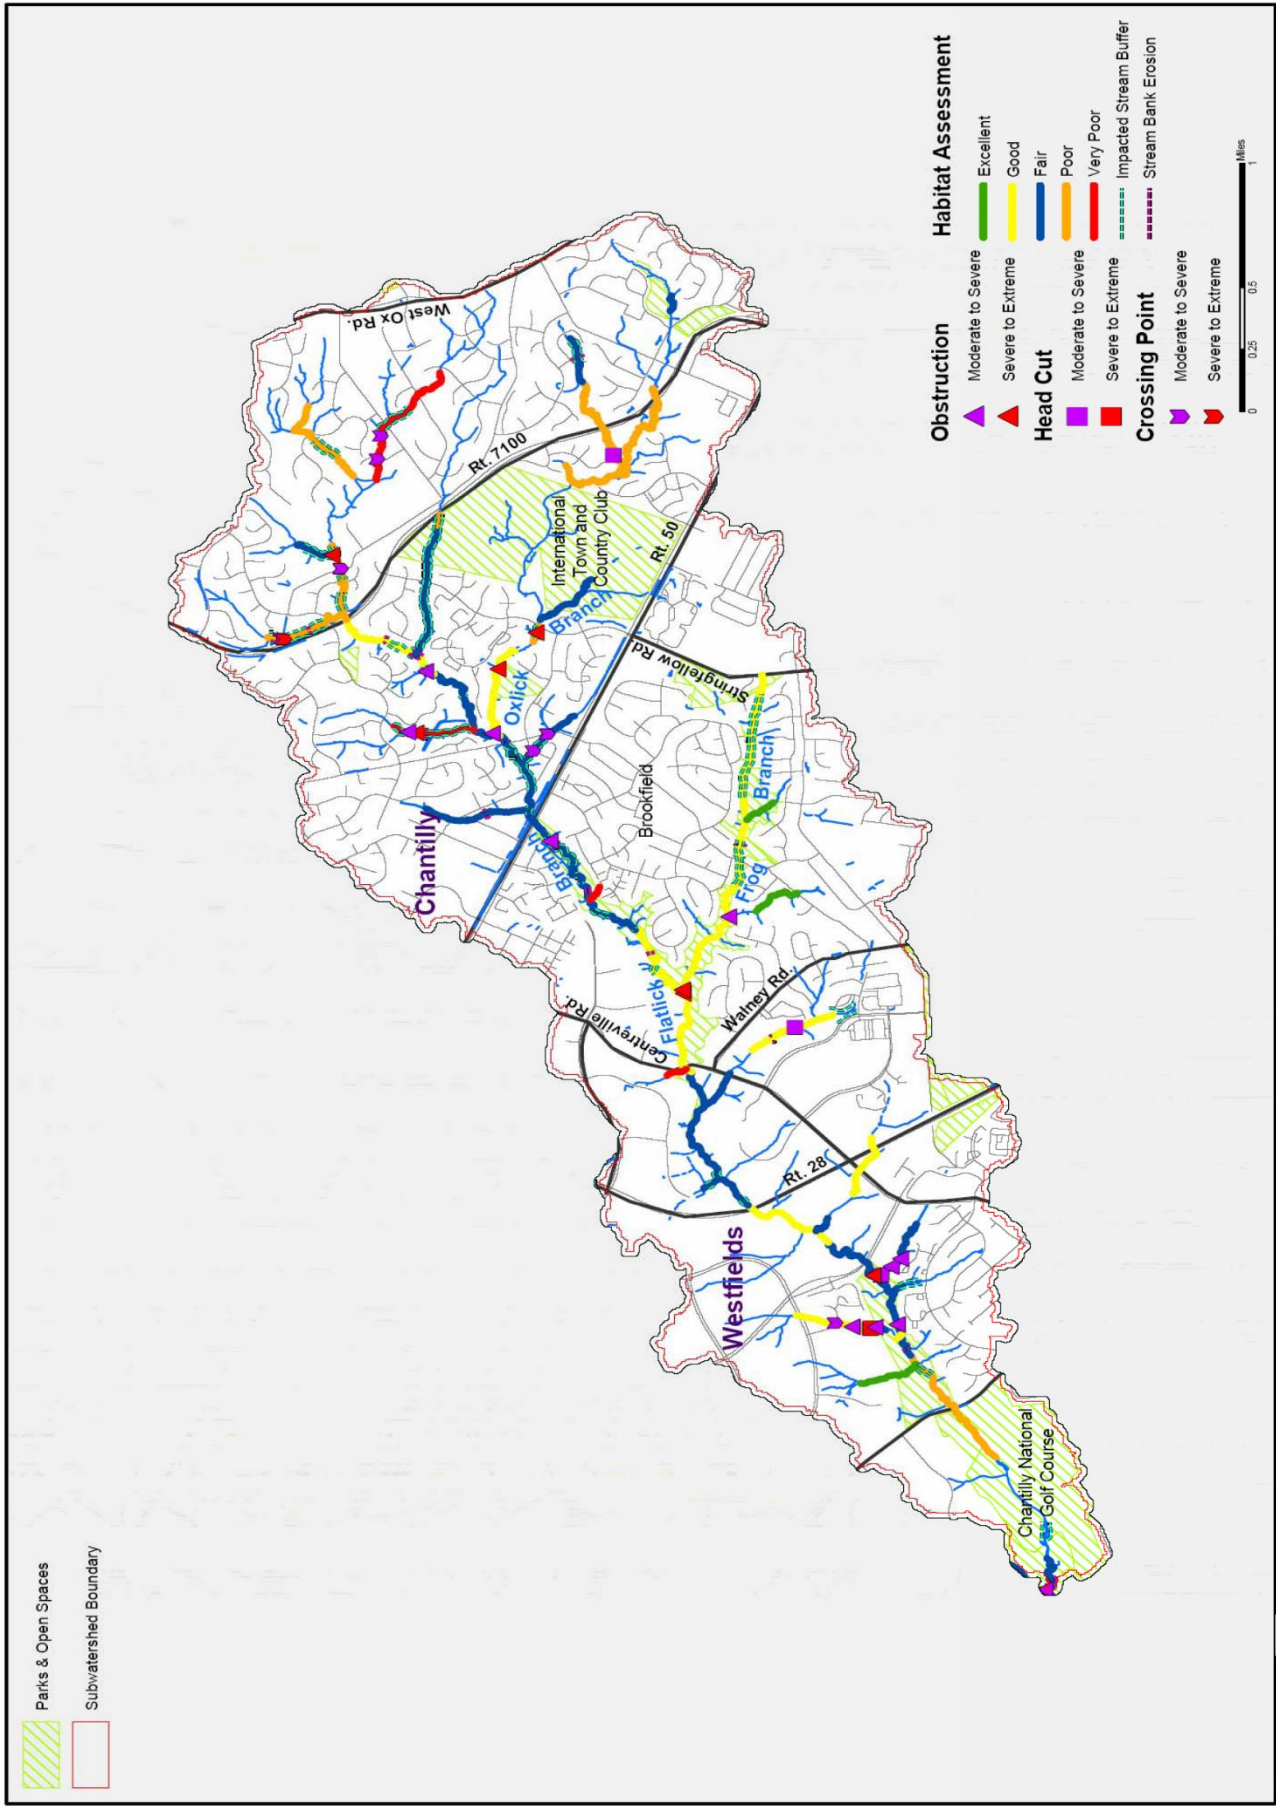 Parks & Open Spaces
Subwatershed Boundary
West Ox Rd.
Rt. 7100
International
Town and
Country Club
Rt. 50
Oxlick
Branch
Stringfellow Rd
Chantilly
Branch
Brookfield
Branch
Frog
Flatlick
Centreville Rd.
Walney Rd.
Rt. 28
Westfields
Chantilly National
Golf Course
Obstruction
Moderate to Severe
Severe to Extreme
Head Cut
Moderate to Severe
Severe to Extreme
Crossing Point
Moderate to Severe
Severe to Extreme
Habitat Assessment
Excellent
Good
Fair
Poor
Very Poor
Impacted Stream Buffer
Stream Bank Erosion
0 0.25 0.5 1
Miles